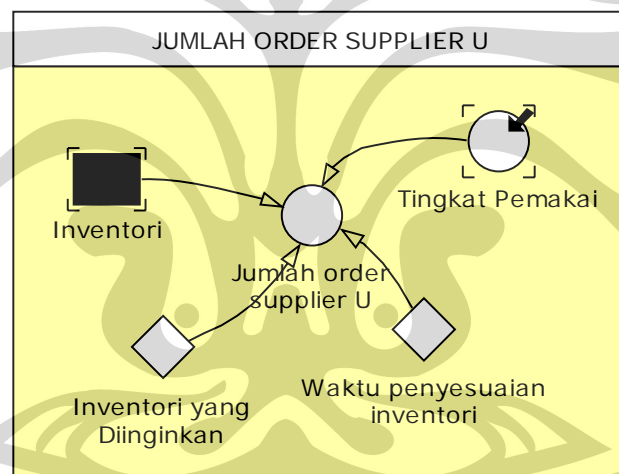 JUMLAH ORDER SUPPLIER U
Tingkat Pemakai
Inventori
Jumlah order
supplier U
Inventori yang
Diinginkan
Waktu penyesuaian
inventori